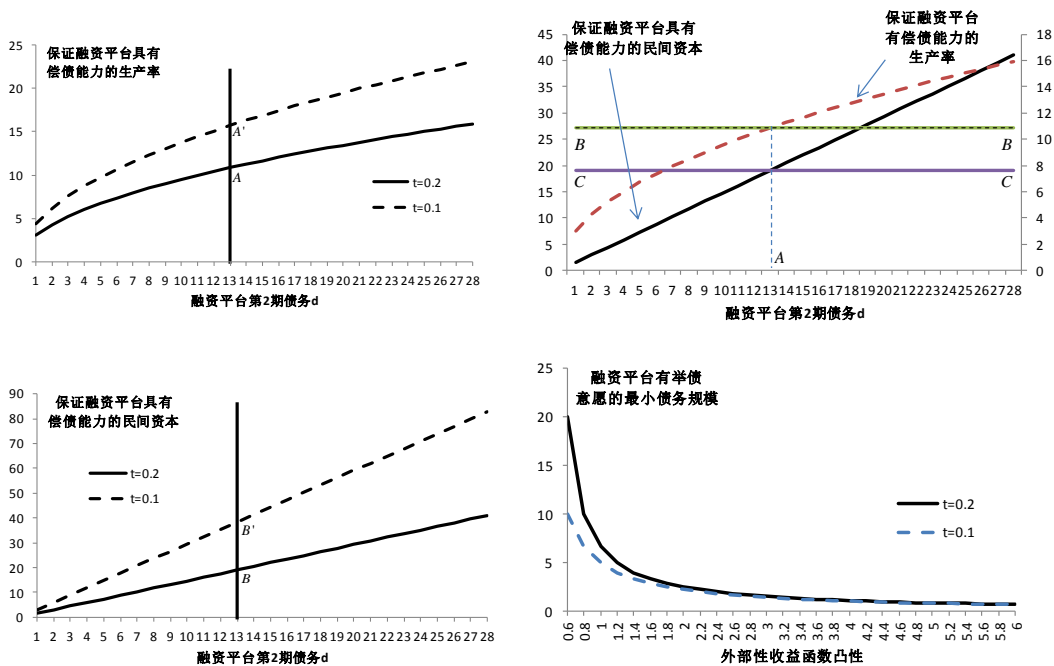 保证融资平台具有
偿债能力的生产率
25
20
15
10
5
0
A'
A
t=0.2
t=0.1
1 2 3 4 5 6 7 8 9 10 11 12 13 14 15 16 17 18 19 20 21 22 23 24 25 26 27 28
融资平台第2期债务d
保证融资平台具有
偿债能力的民间资本
保证融资平台
有偿债能力的
生产率
45
40
35
30
25
20
15
10
5
0
18
16
14
12
10
8
6
4
2
0
B B
C C
A
1 2 3 4 5 6 7 8 9 10 11 12 13 14 15 16 17 18 19 20 21 22 23 24 25 26 27 28
融资平台第2期债务d
保证融资平台具有
偿债能力的民间资本
90
80
70
60
50
40
30
20
10
0
t=0.2
t=0.1
B'
B
1 2 3 4 5 6 7 8 9 10 11 12 13 14 15 16 17 18 19 20 21 22 23 24 25 26 27 28
融资平台第2期债务d
融资平台有举债
意愿的最小债务规模
25
20
15
10
5
0
t=0.2
t=0.1
0.6 0.8 1 1.2 1.4 1.6 1.8 2 2.2 2.4 2.6 2.8 3 3.2 3.4 3.6 3.8 4 4.2 4.4 4.6 4.8 5 5.2 5.4 5.6 5.8 6
外部性收益函数凸性